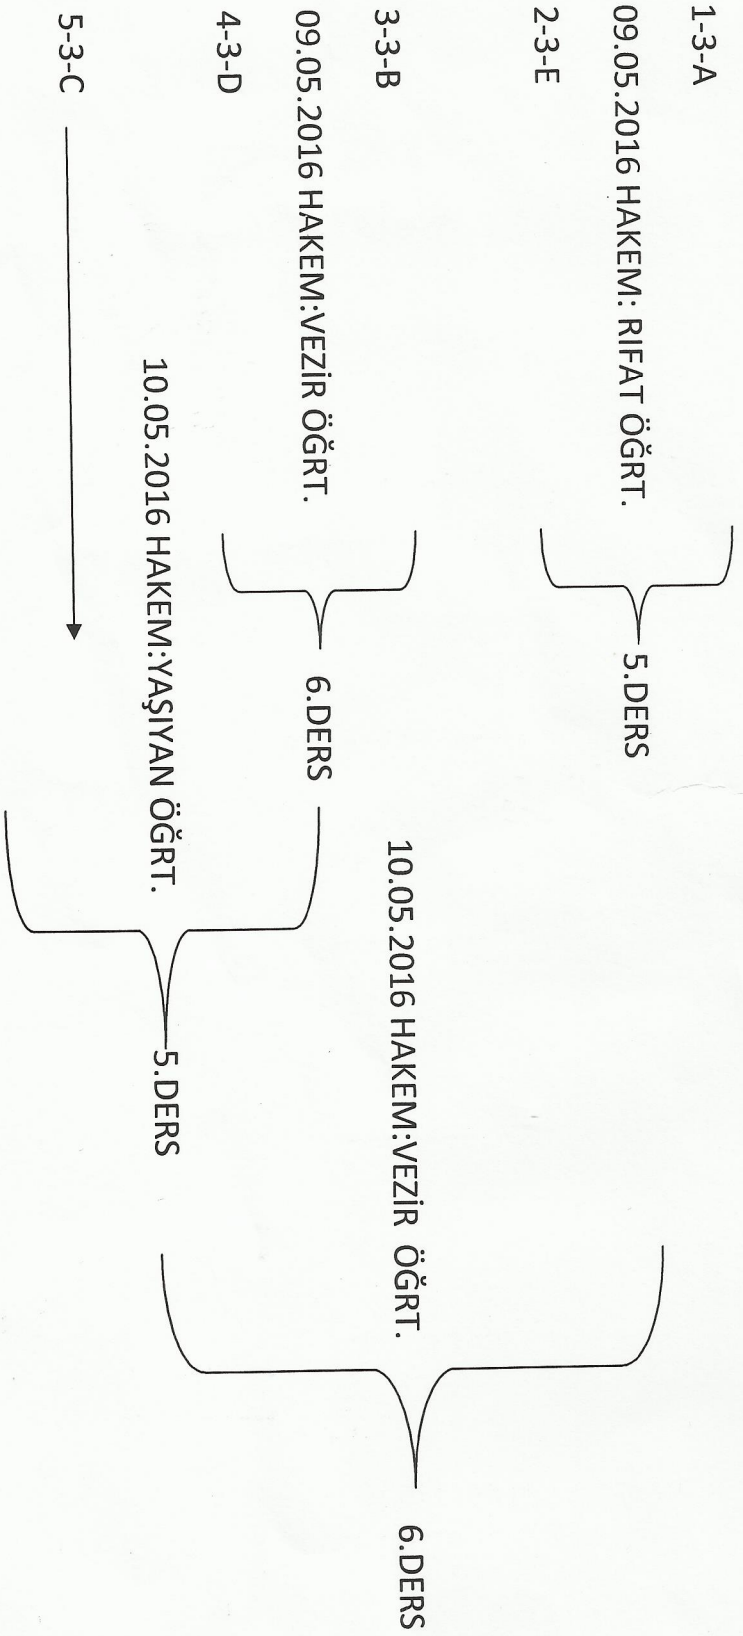 1-3-A
09.05.2016 HAKEM: RIFAT ÖĞRT.
5.DERS
2-3-E
3-3-B
09.05.2016 HAKEM:VEZİR ÖĞRT.
6.DERS
4-3-D
10.05.2016 HAKEM:VEZİR ÖĞRT.
6.DERS
10.05.2016 HAKEM:YAŞIYAN ÖĞRT.
5.DERS
5-3-C